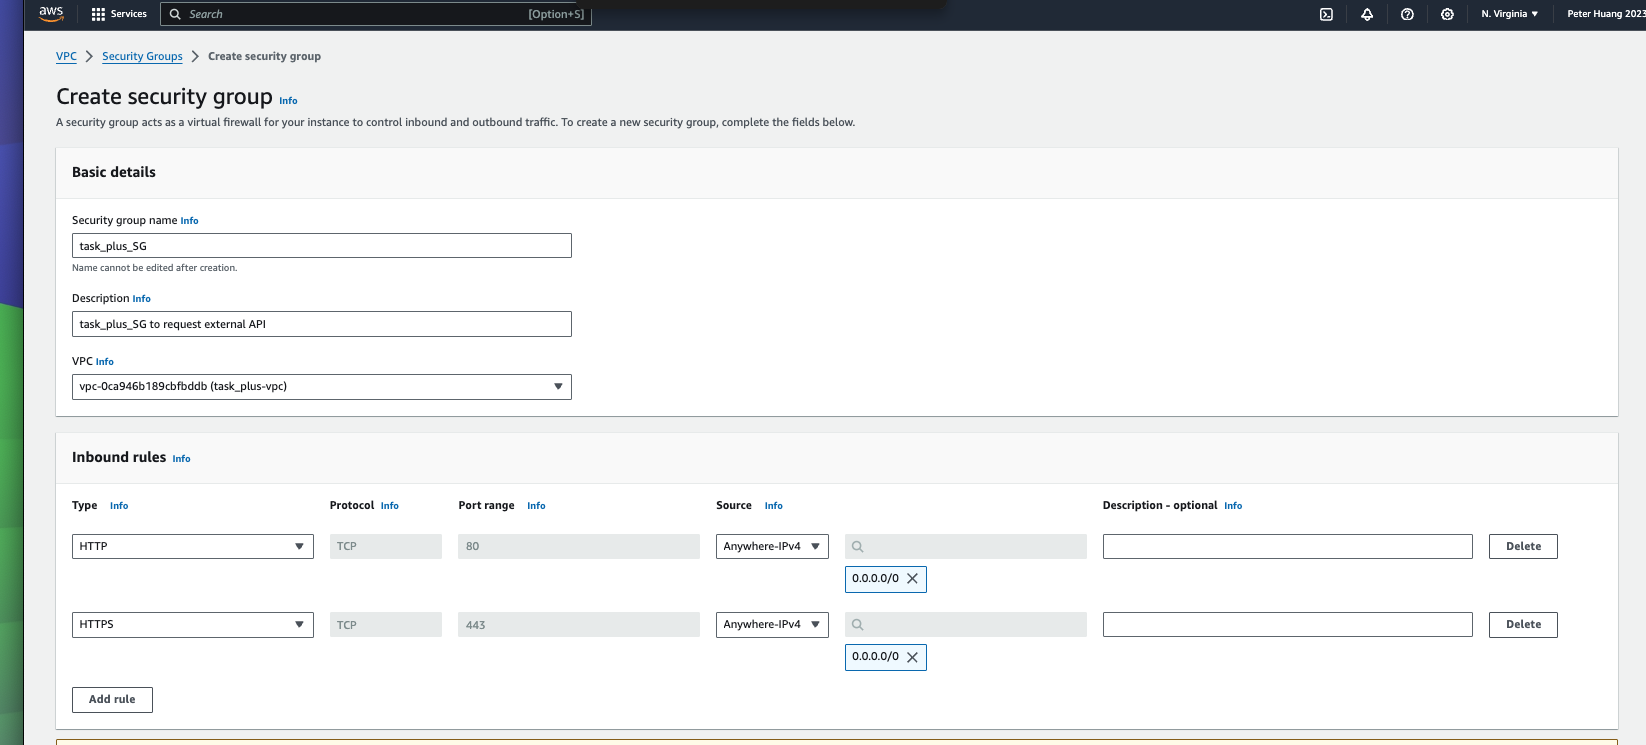 aws Services Search [Option+S] N. Virginia Peter Huang 2023
VPC Security Groups Create security group
Create security group Info
A security group acts as a virtual firewall for your instance to control inbound and outbound traffic. To create a new security group, complete the fields below.
Basic details
Security group name Info
task_plus_SG
Name cannot be edited after creation.
Description Info
task_plus_SG to request external API
VPC Info
vpc-0ca946b189cbfbddb (task_plus-vpc)
Inbound rules Info
Type Info Protocol Info Port range Info Source Info Description - optional Info
HTTP TCP 80 Anywhere-IPv4 Delete
0.0.0.0/0
HTTPS TCP 443 Anywhere-IPv4 Delete
0.0.0.0/0
Add rule